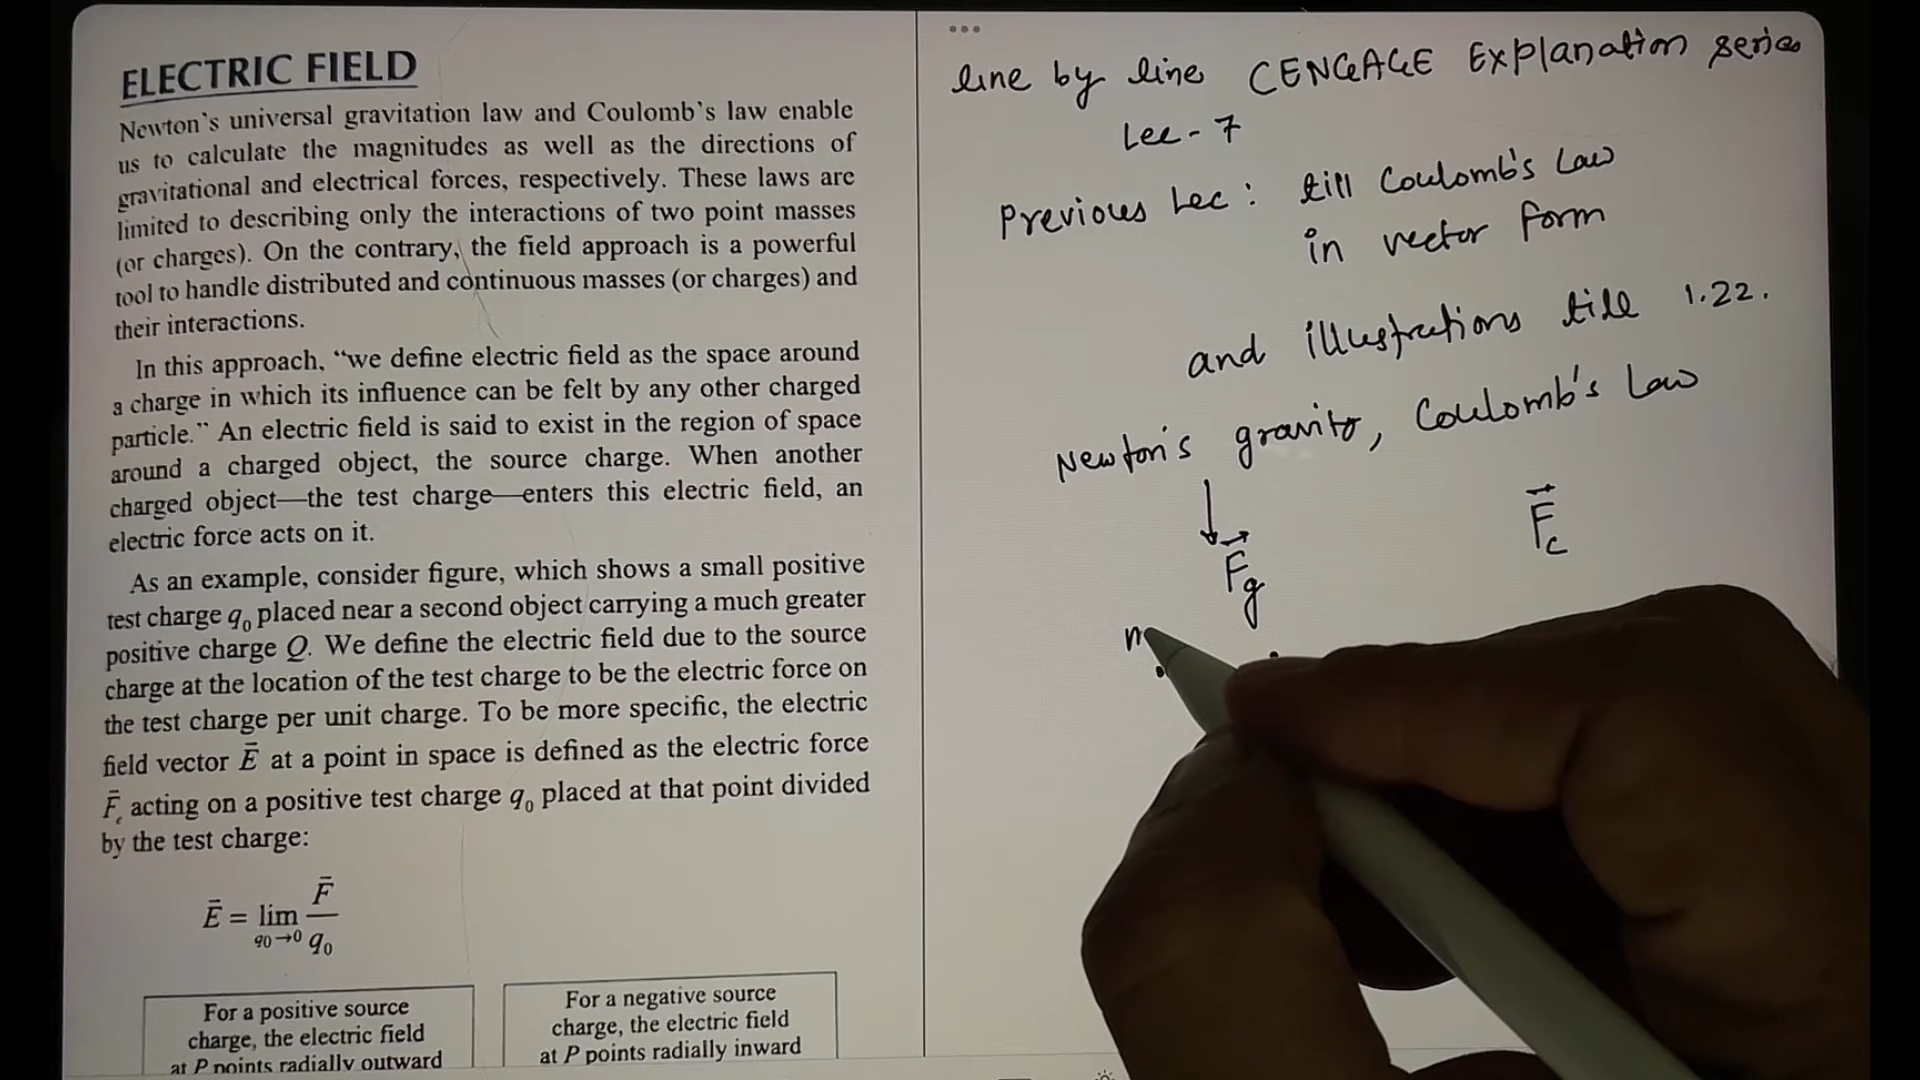 ELECTRIC FIELD
Newton's universal gravitation law and Coulomb's law enable
us to calculate the magnitudes as well as the directions of
gravitational and electrical forces, respectively. These laws are
limited to describing only the interactions of two point masses
(or charges). On the contrary, the field approach is a powerful
tool to handle distributed and continuous masses (or charges) and
their interactions.
In this approach, “we define electric field as the space around
a charge in which its influence can be felt by any other charged
particle.” An electric field is said to exist in the region of space
around a charged object, the source charge. When another
charged object—the test charge—enters this electric field, an
electric force acts on it.
As an example, consider figure, which shows a small positive
test charge q₀ placed near a second object carrying a much greater
positive charge Q. We define the electric field due to the source
charge at the location of the test charge to be the electric force on
the test charge per unit charge. To be more specific, the electric
field vector E̅ at a point in space is defined as the electric force
F̅ₑ acting on a positive test charge q₀ placed at that point divided
by the test charge:
E̅ = lim F̅
q0→0 q₀
For a positive source
charge, the electric field
at P points radially outward
For a negative source
charge, the electric field
at P points radially inward
line by line CENGAGE Explanation series
Lec - 7
Previous Lec : till Coulomb's Law
in vector form
and illustrations till 1.22.
Newton's gravito, Coulomb's Law
F⃗g
F⃗c
m